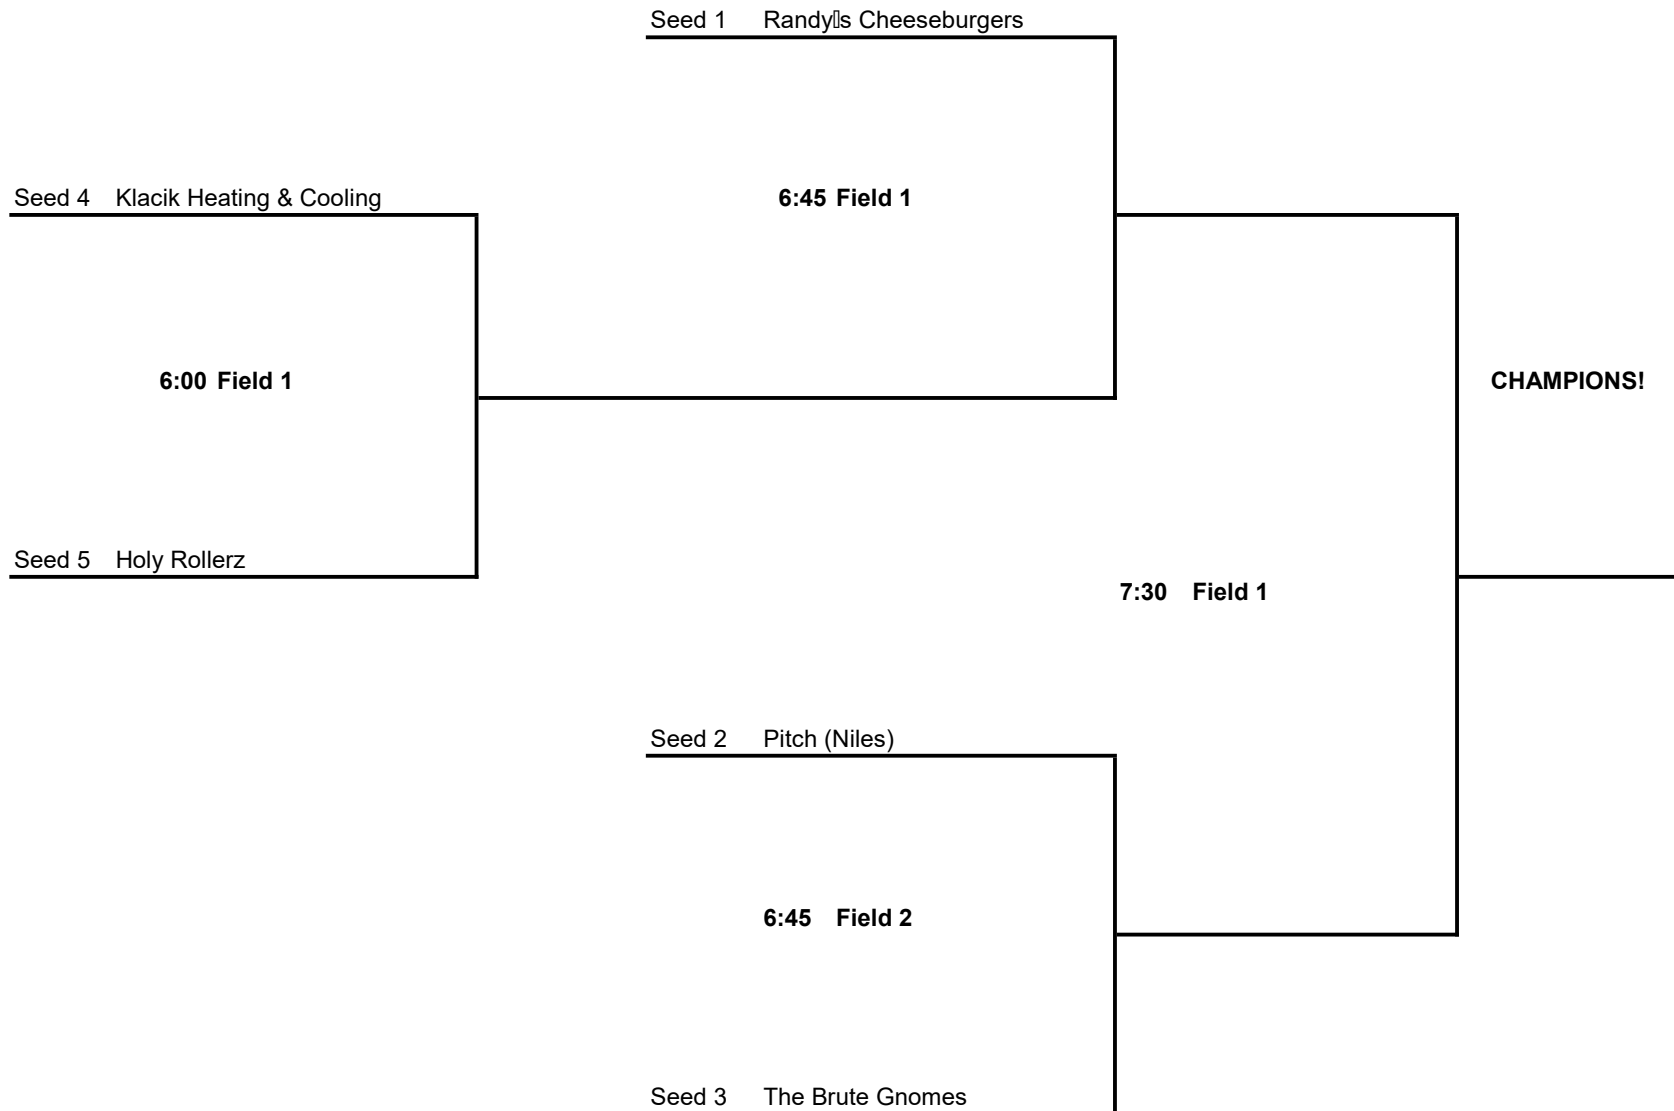 Seed 1 Randy▯s Cheeseburgers
Seed 4 Klacik Heating & Cooling
6:45 Field 1
6:00 Field 1
CHAMPIONS!
Seed 5 Holy Rollerz
7:30 Field 1
Seed 2 Pitch (Niles)
6:45 Field 2
Seed 3 The Brute Gnomes